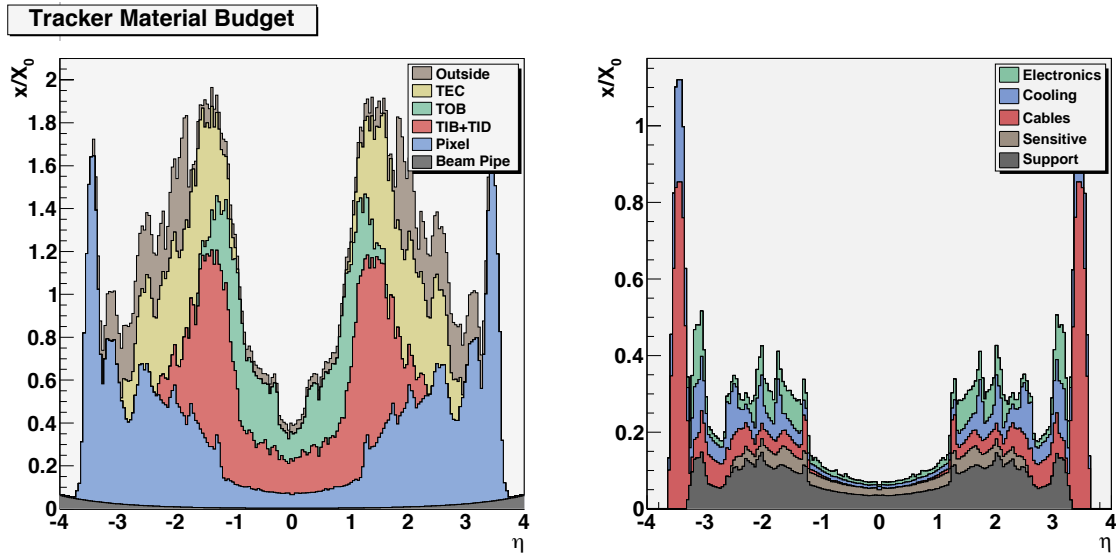 Tracker Material Budget
x/X0
2
1.8
1.6
1.4
1.2
1
0.8
0.6
0.4
0.2
0
-4 -3 -2 -1 0 1 2 3 4
η
Outside
TEC
TOB
TIB+TID
Pixel
Beam Pipe
x/X0
1
0.8
0.6
0.4
0.2
0
-4 -3 -2 -1 0 1 2 3 4
η
Electronics
Cooling
Cables
Sensitive
Support